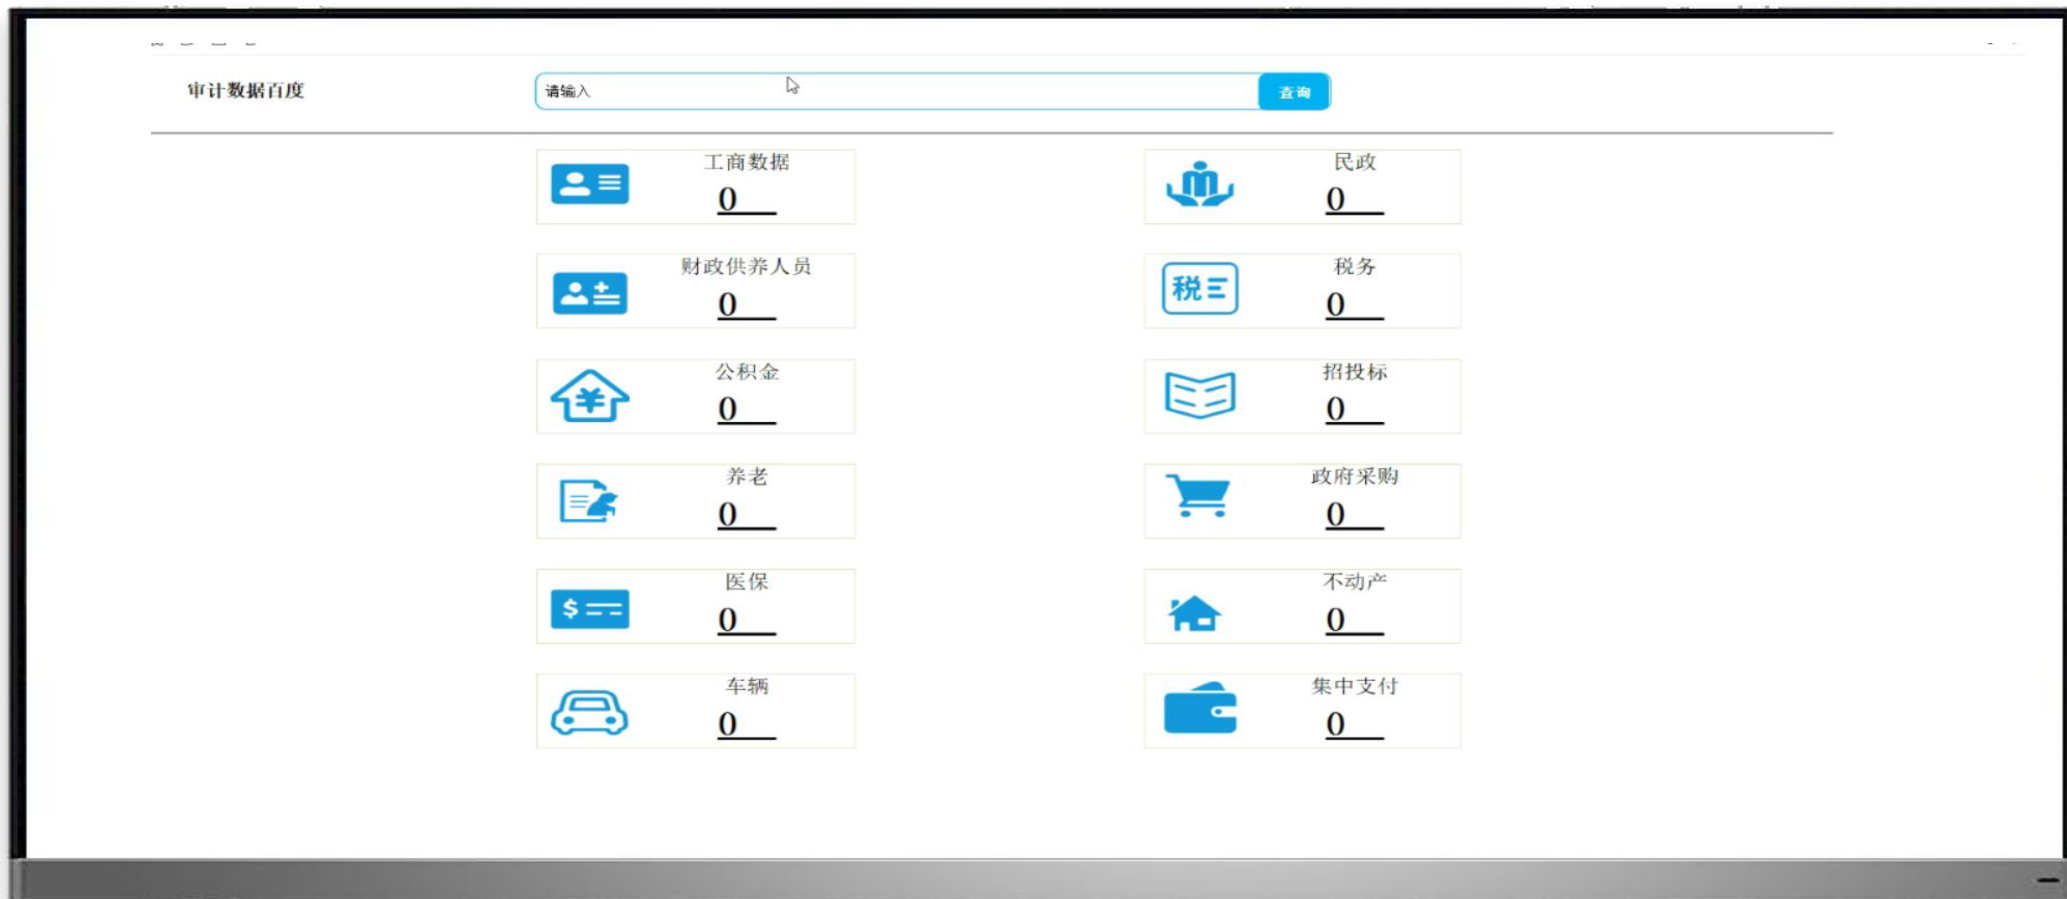 审计数据百度
请输入
查询
工商数据
0
民政
0
财政供养人员
0
税务
0
税
公积金
0
招投标
0
养老
0
政府采购
0
医保
0
$
不动产
0
车辆
0
集中支付
0